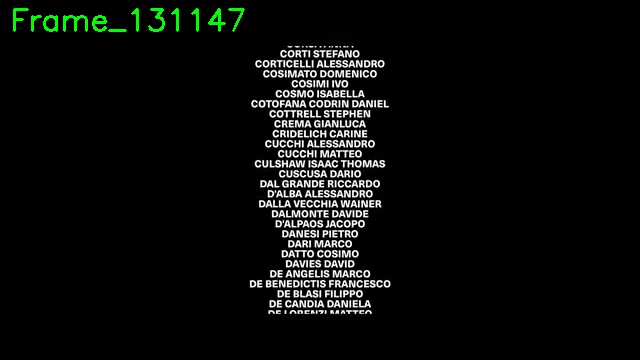 Frame_131147
CORTI STEFANO
CORTICELLI ALESSANDRO
COSIMATO DOMENICO
COSIMI IVO
COSMO ISABELLA
COTOFANA CODRIN DANIEL
COTTRELL STEPHEN
CREMA GIANLUCA
CRIDELICH CARINE
CUCCHI ALESSANDRO
CUCCHI MATTEO
CULSHAW ISAAC THOMAS
CUSCUSA DARIO
DAL GRANDE RICCARDO
D'ALBA ALESSANDRO
DALLA VECCHIA WAINER
DALMONTE DAVIDE
D'ALPAOS JACOPO
DANESI PIETRO
DARI MARCO
DATTO COSIMO
DAVIES DAVID
DE ANGELIS MARCO
DE BENEDICTIS FRANCESCO
DE BLASI FILIPPO
DE CANDIA DANIELA
DE LORENZI MATTEO